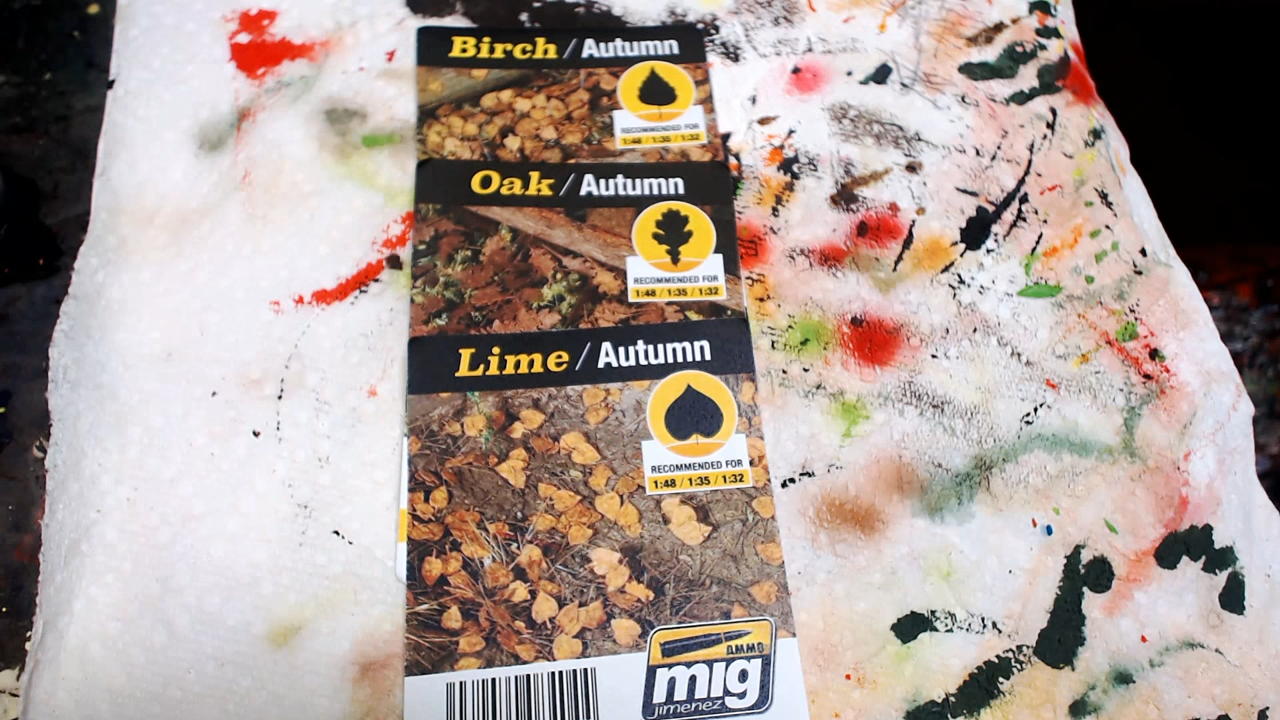 Birch / Autumn
RECOMMENDED FOR
1:48 / 1:35 / 1:32
Oak / Autumn
RECOMMENDED FOR
1:48 / 1:35 / 1:32
Lime / Autumn
RECOMMENDED FOR
1:48 / 1:35 / 1:32
AMMO
mig
jimenez